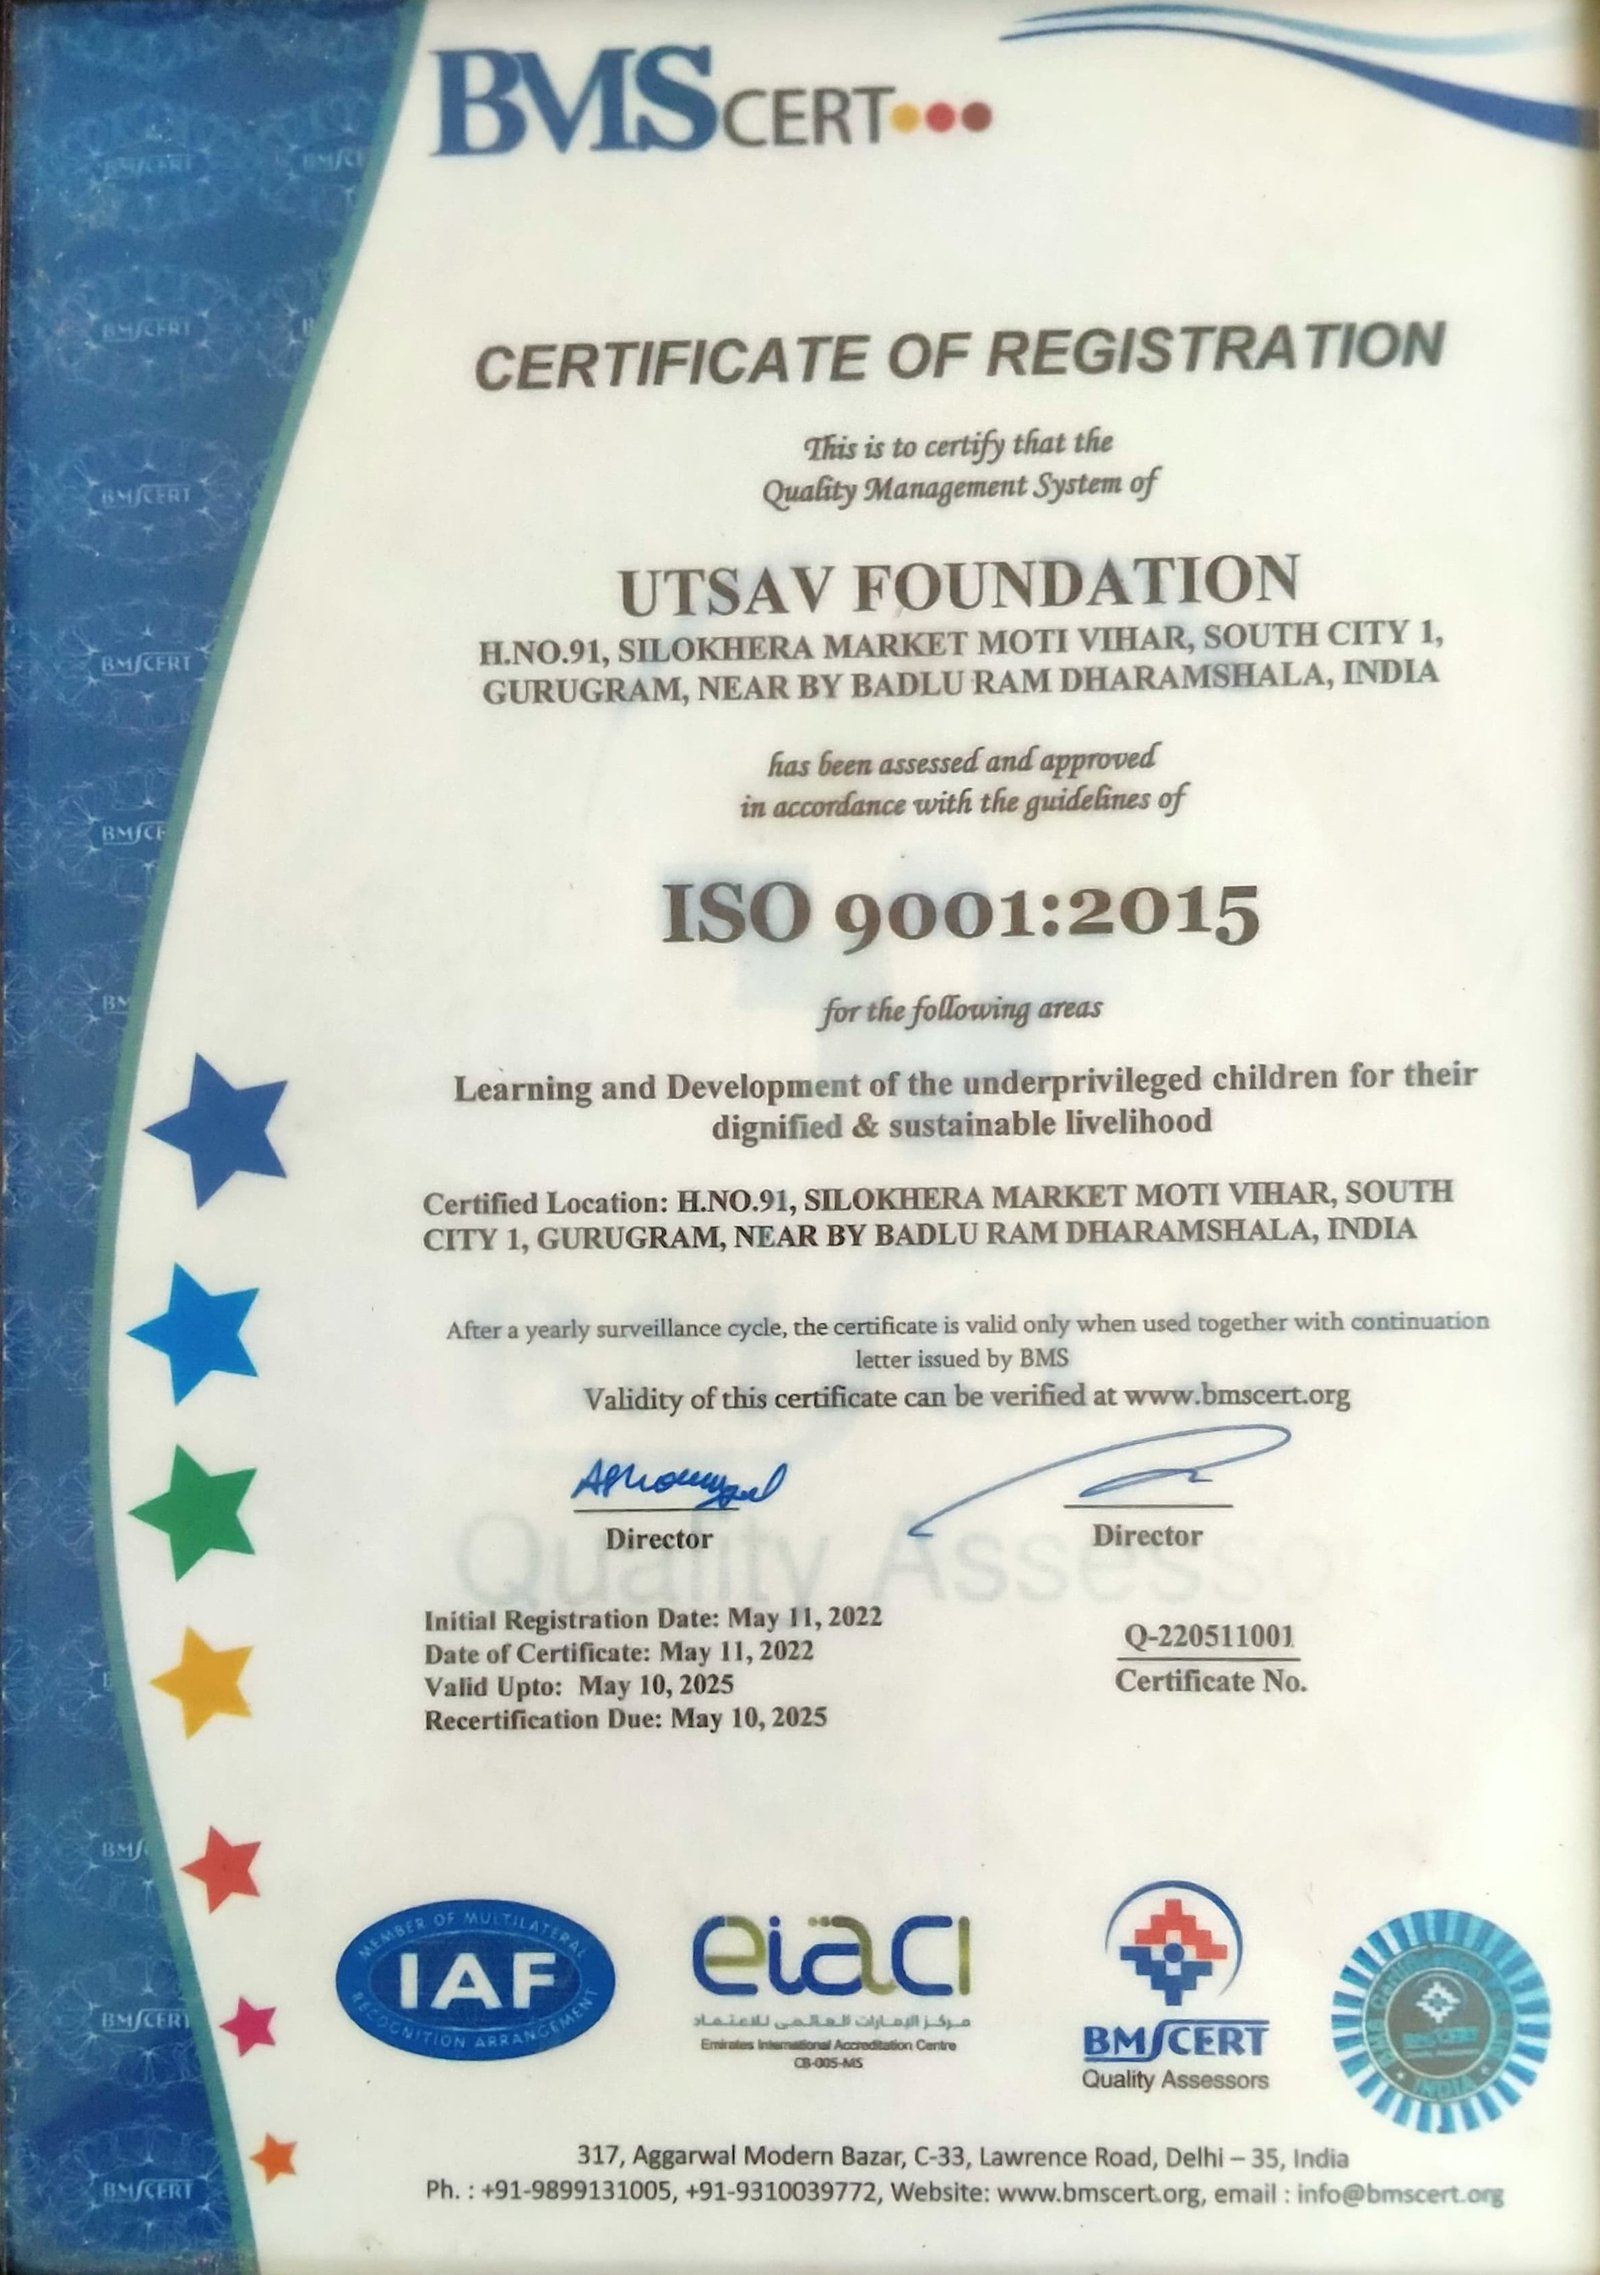 BMSCERT
CERTIFICATE OF REGISTRATION
This is to certify that the
Quality Management System of
UTSAV FOUNDATION
H.NO.91, SILOKHERA MARKET MOTI VIHAR, SOUTH CITY 1,
GURUGRAM, NEAR BY BADLU RAM DHARAMSHALA, INDIA
has been assessed and approved
in accordance with the guidelines of
ISO 9001:2015
for the following areas
Learning and Development of the underprivileged children for their
dignified & sustainable livelihood
Certified Location: H.NO.91, SILOKHERA MARKET MOTI VIHAR, SOUTH
CITY 1, GURUGRAM, NEAR BY BADLU RAM DHARAMSHALA, INDIA
After a yearly surveillance cycle, the certificate is valid only when used together with continuation
letter issued by BMS
Validity of this certificate can be verified at www.bmscert.org
Director
Director
Quality Assesso
Initial Registration Date: May 11, 2022
Date of Certificate: May 11, 2022
Valid Upto: May 10, 2025
Recertification Due: May 10, 2025
Q-220511001
Certificate No.
MEMBER OF MULTILATERAL
IAF
RECOGNITION ARRANGEMENT
eiaci
مركز الإمارات العالمي للاعتماد
Emirates International Accreditation Centre
CB-005-MS
BMSCERT
Quality Assessors
INDIA
317, Aggarwal Modern Bazar, C-33, Lawrence Road, Delhi – 35, India
Ph. : +91-9899131005, +91-9310039772, Website: www.bmscert.org, email : info@bmscert.org